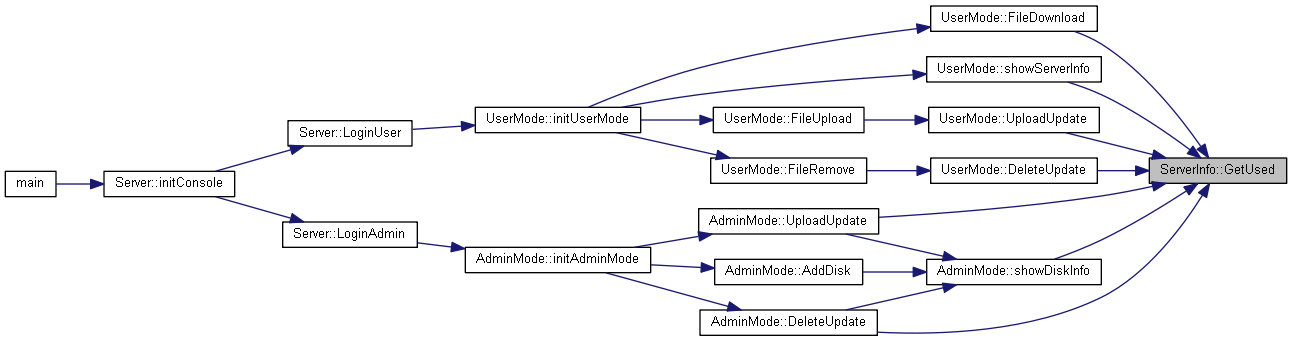 UserMode::FileDownload
UserMode::showServerInfo
UserMode::initUserMode
UserMode::FileUpload
UserMode::UploadUpdate
Server::LoginUser
UserMode::FileRemove
UserMode::DeleteUpdate
ServerInfo::GetUsed
main
Server::initConsole
AdminMode::UploadUpdate
Server::LoginAdmin
AdminMode::initAdminMode
AdminMode::AddDisk
AdminMode::showDiskInfo
AdminMode::DeleteUpdate